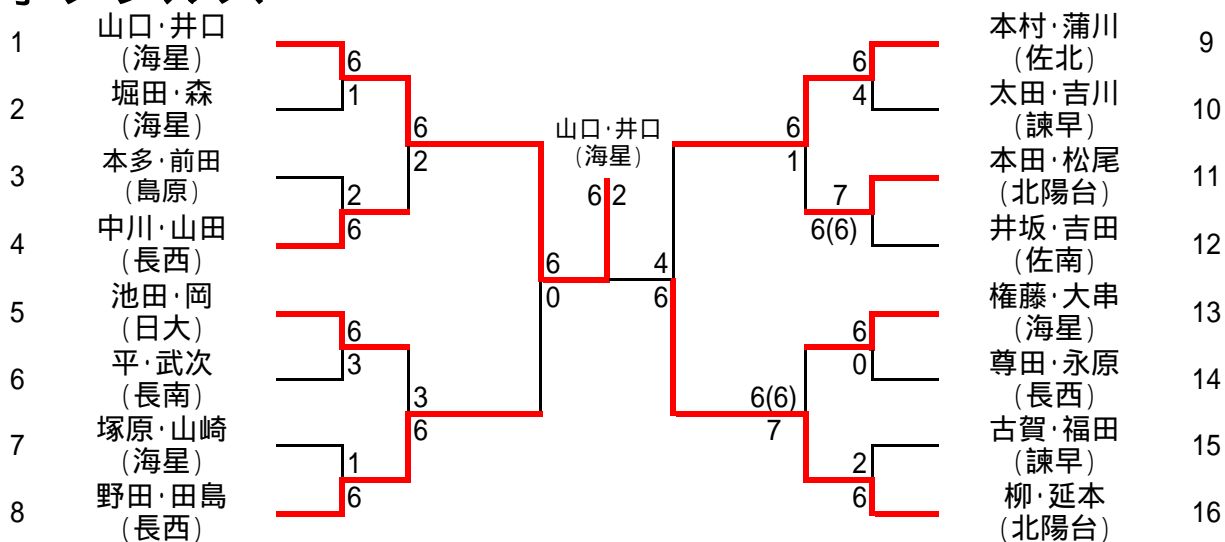 1 山口·井口 (海星)
2 堀田·森 (海星)
3 本多·前田 (島原)
4 中川·山田 (長西)
5 池田·岡 (日大)
6 平·武次 (長南)
7 塚原·山崎 (海星)
8 野田·田島 (長西)
6
1
2
6
6
3
1
6
6
2
3
6
6
0
山口·井口
(海星)
6 2
4
6
6
1
6(6)
7
6
4
7
6(6)
6
0
2
6
本村·蒲川 (佐北) 9
太田·吉川 (諫早) 10
本田·松尾 (北陽台) 11
井坂·吉田 (佐南) 12
権藤·大串 (海星) 13
尊田·永原 (長西) 14
古賀·福田 (諫早) 15
柳·延本 (北陽台) 16